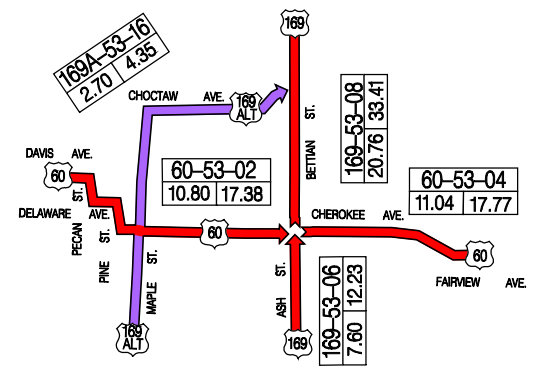 169
169A–53–16
2.70 4.35
CHOCTAW AVE.
169
ALT
BETTIAN ST.
169–53–08
20.76 33.41
DAVIS AVE.
60
60–53–02
10.80 17.38
60–53–04
11.04 17.77
DELAWARE AVE.
PECAN ST.
PINE ST.
MAPLE ST.
60
CHEROKEE AVE.
60
FAIRVIEW AVE.
ASH ST.
169–53–06
7.60 12.23
169
ALT
169